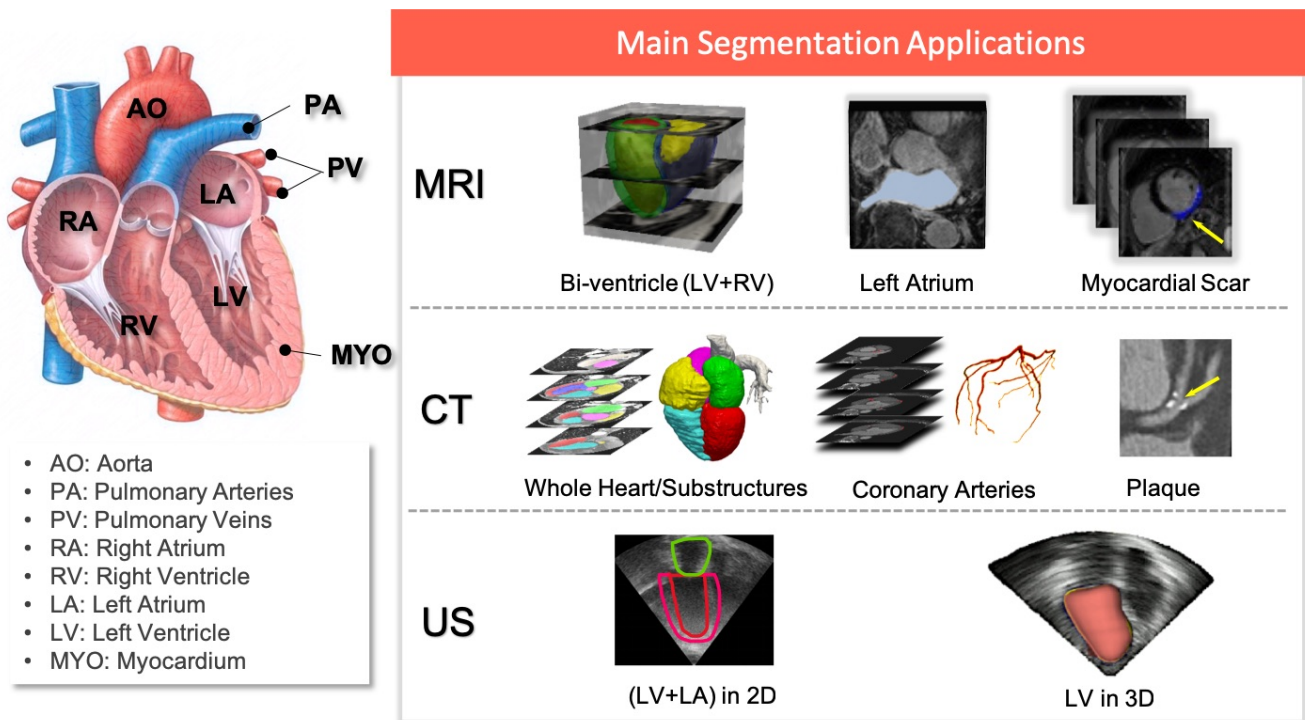 AO
PA
PV
LA
RA
LV
RV
MYO
• AO: Aorta
• PA: Pulmonary Arteries
• PV: Pulmonary Veins
• RA: Right Atrium
• RV: Right Ventricle
• LA: Left Atrium
• LV: Left Ventricle
• MYO: Myocardium
Main Segmentation Applications
MRI
Bi-ventricle (LV+RV)
Left Atrium
Myocardial Scar
CT
Whole Heart/Substructures
Coronary Arteries
Plaque
US
(LV+LA) in 2D
LV in 3D